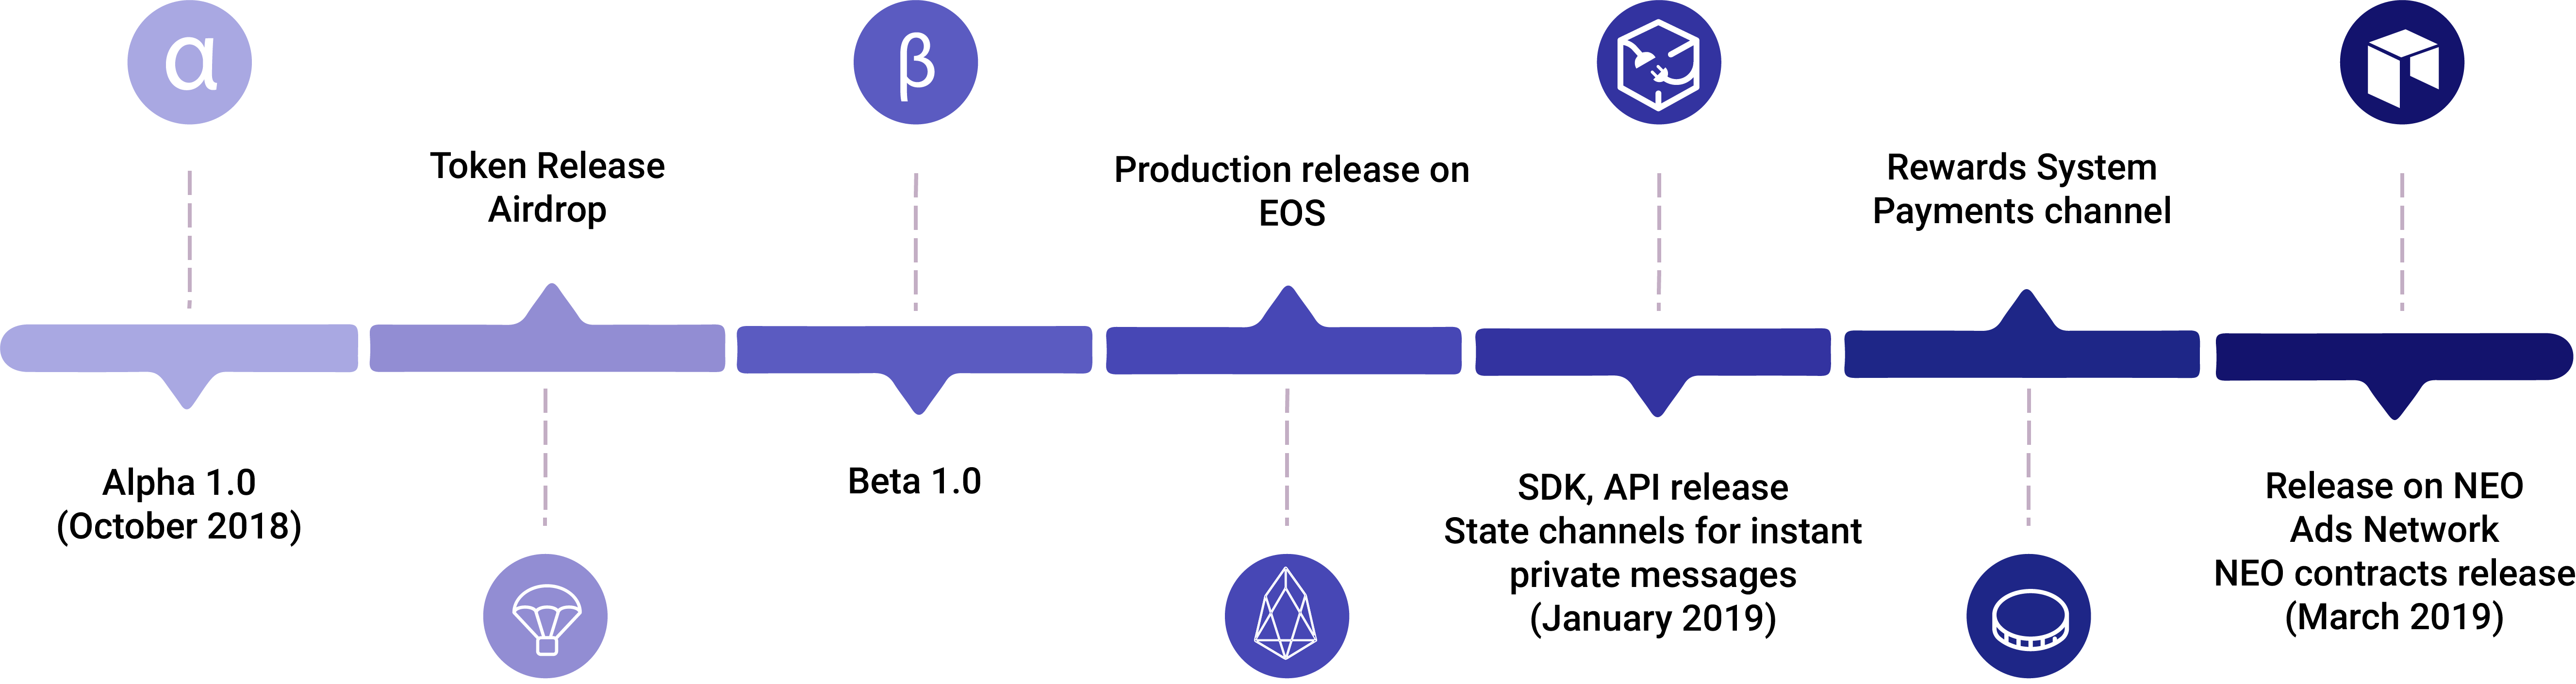 α
Alpha 1.0
(October 2018)
Token Release
Airdrop
β
Beta 1.0
Production release on
EOS
SDK, API release
State channels for instant
private messages
(January 2019)
Rewards System
Payments channel
Release on NEO
Ads Network
NEO contracts release
(March 2019)